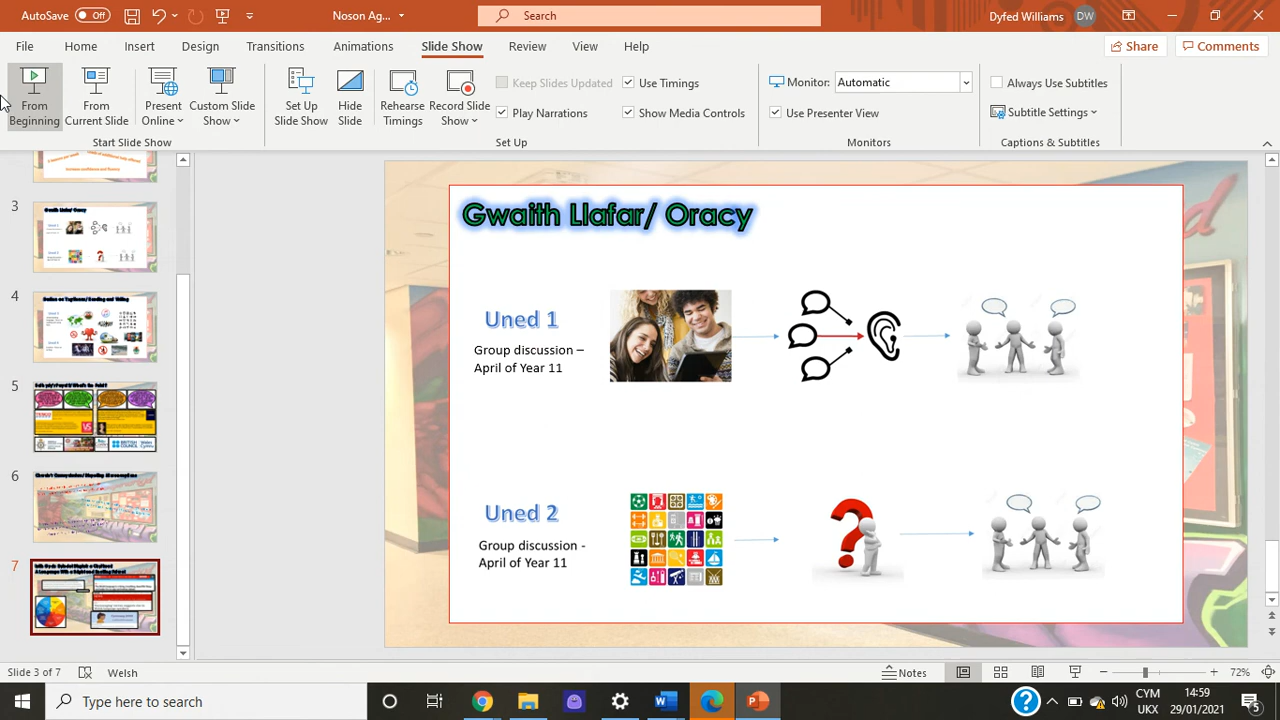 AutoSave Off
Noson Ag...
Search
Dyfed Williams DW
File Home Insert Design Transitions Animations Slide Show Review View Help
Share Comments
From Beginning
From Current Slide
Present Online
Custom Slide Show
Set Up Slide Show
Hide Slide
Rehearse Timings
Record Slide Show
Keep Slides Updated
Play Narrations
Use Timings
Show Media Controls
Monitor: Automatic
Use Presenter View
Always Use Subtitles
Subtitle Settings
Start Slide Show
Set Up
Monitors
Captions & Subtitles
3
4
5
6
7
Gwaith Llafar/ Oracy
Uned 1
Group discussion –
April of Year 11
Uned 2
Group discussion -
April of Year 11
Slide 3 of 7 Welsh
Notes
72%
Type here to search
CYM
UKX
14:59
29/01/2021
5